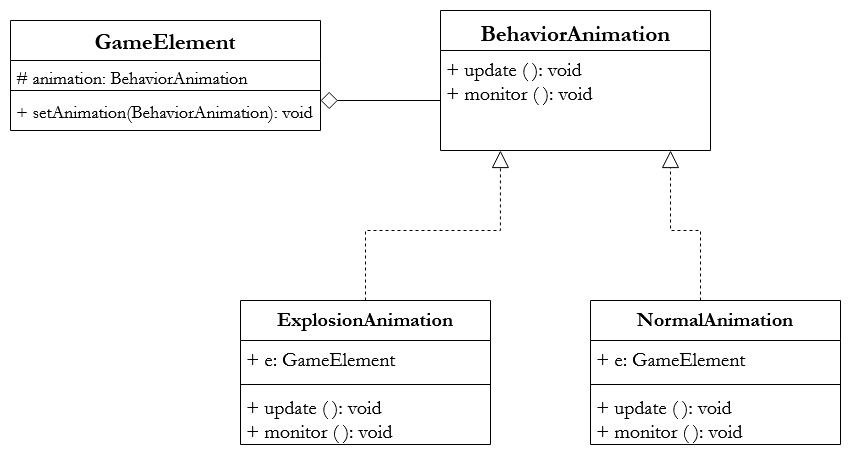 GameElement
# animation: BehaviorAnimation
+ setAnimation(BehaviorAnimation): void
BehaviorAnimation
+ update (): void
+ monitor (): void
ExplosionAnimation
+ e: GameElement
+ update (): void
+ monitor (): void
NormalAnimation
+ e: GameElement
+ update (): void
+ monitor (): void